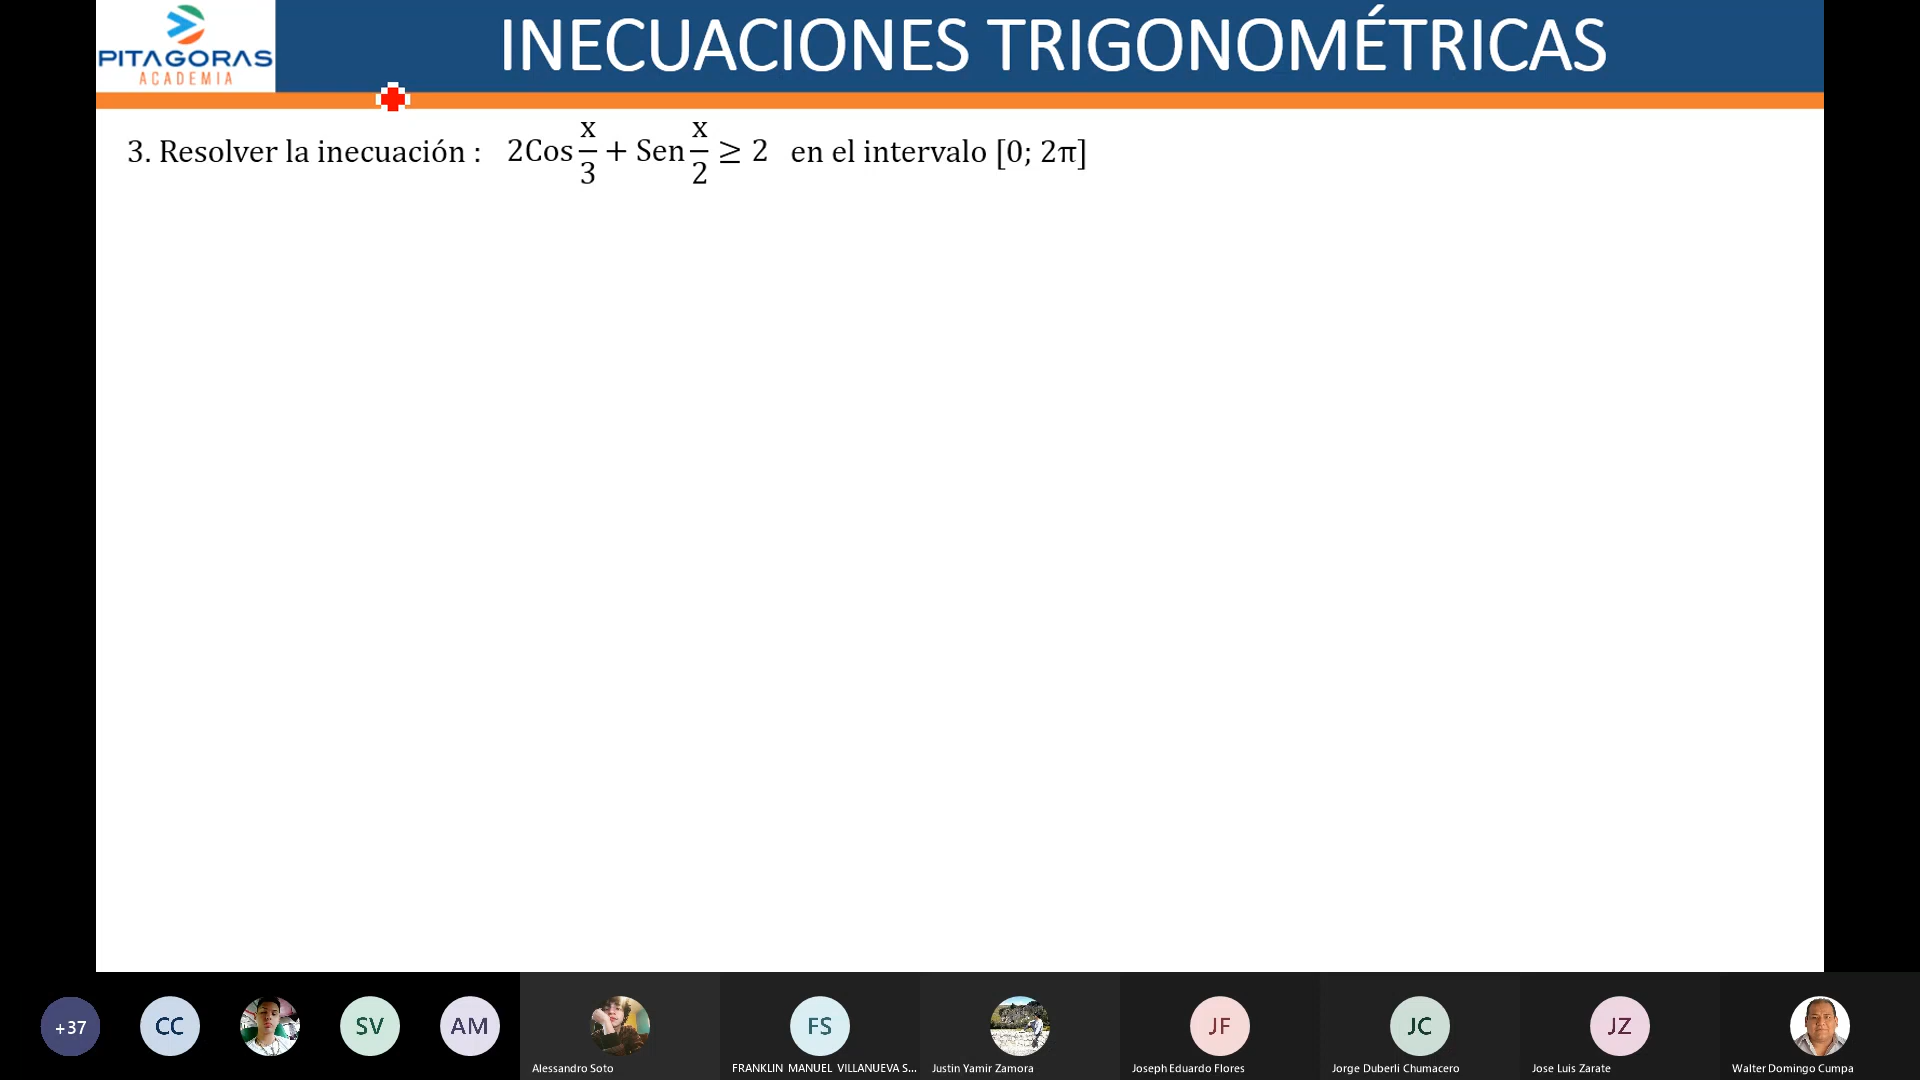 PITAGORAS
ACADEMIA
INECUACIONES TRIGONOMÉTRICAS
3. Resolver la inecuación : 2Cos x/3 + Sen x/2 ≥ 2 en el intervalo [0; 2π]
+37
CC
SV
AM
FS
JF
JC
JZ
Alessandro Soto
FRANKLIN MANUEL VILLANUEVA S...
Justin Yamir Zamora
Joseph Eduardo Flores
Jorge Duberli Chumacero
Jose Luis Zarate
Walter Domingo Cumpa